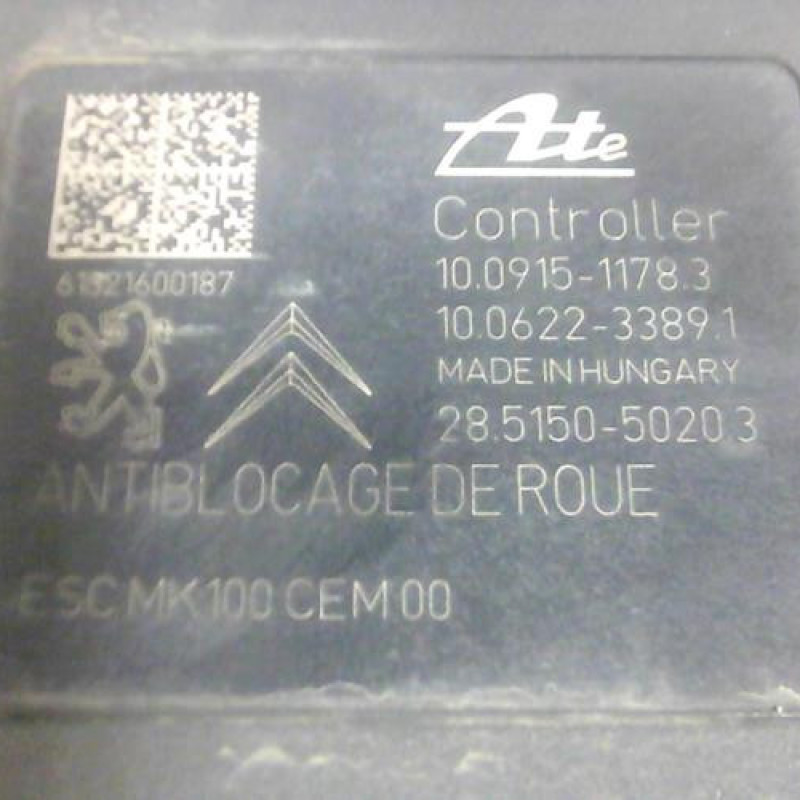 Ate
Controller
10.0915-1178.3
10.0622-3389.1
MADE IN HUNGARY
28.5150-5020.3
61321600187
ANTIBLOCAGE DE ROUE
ESC MK100 CEM 00